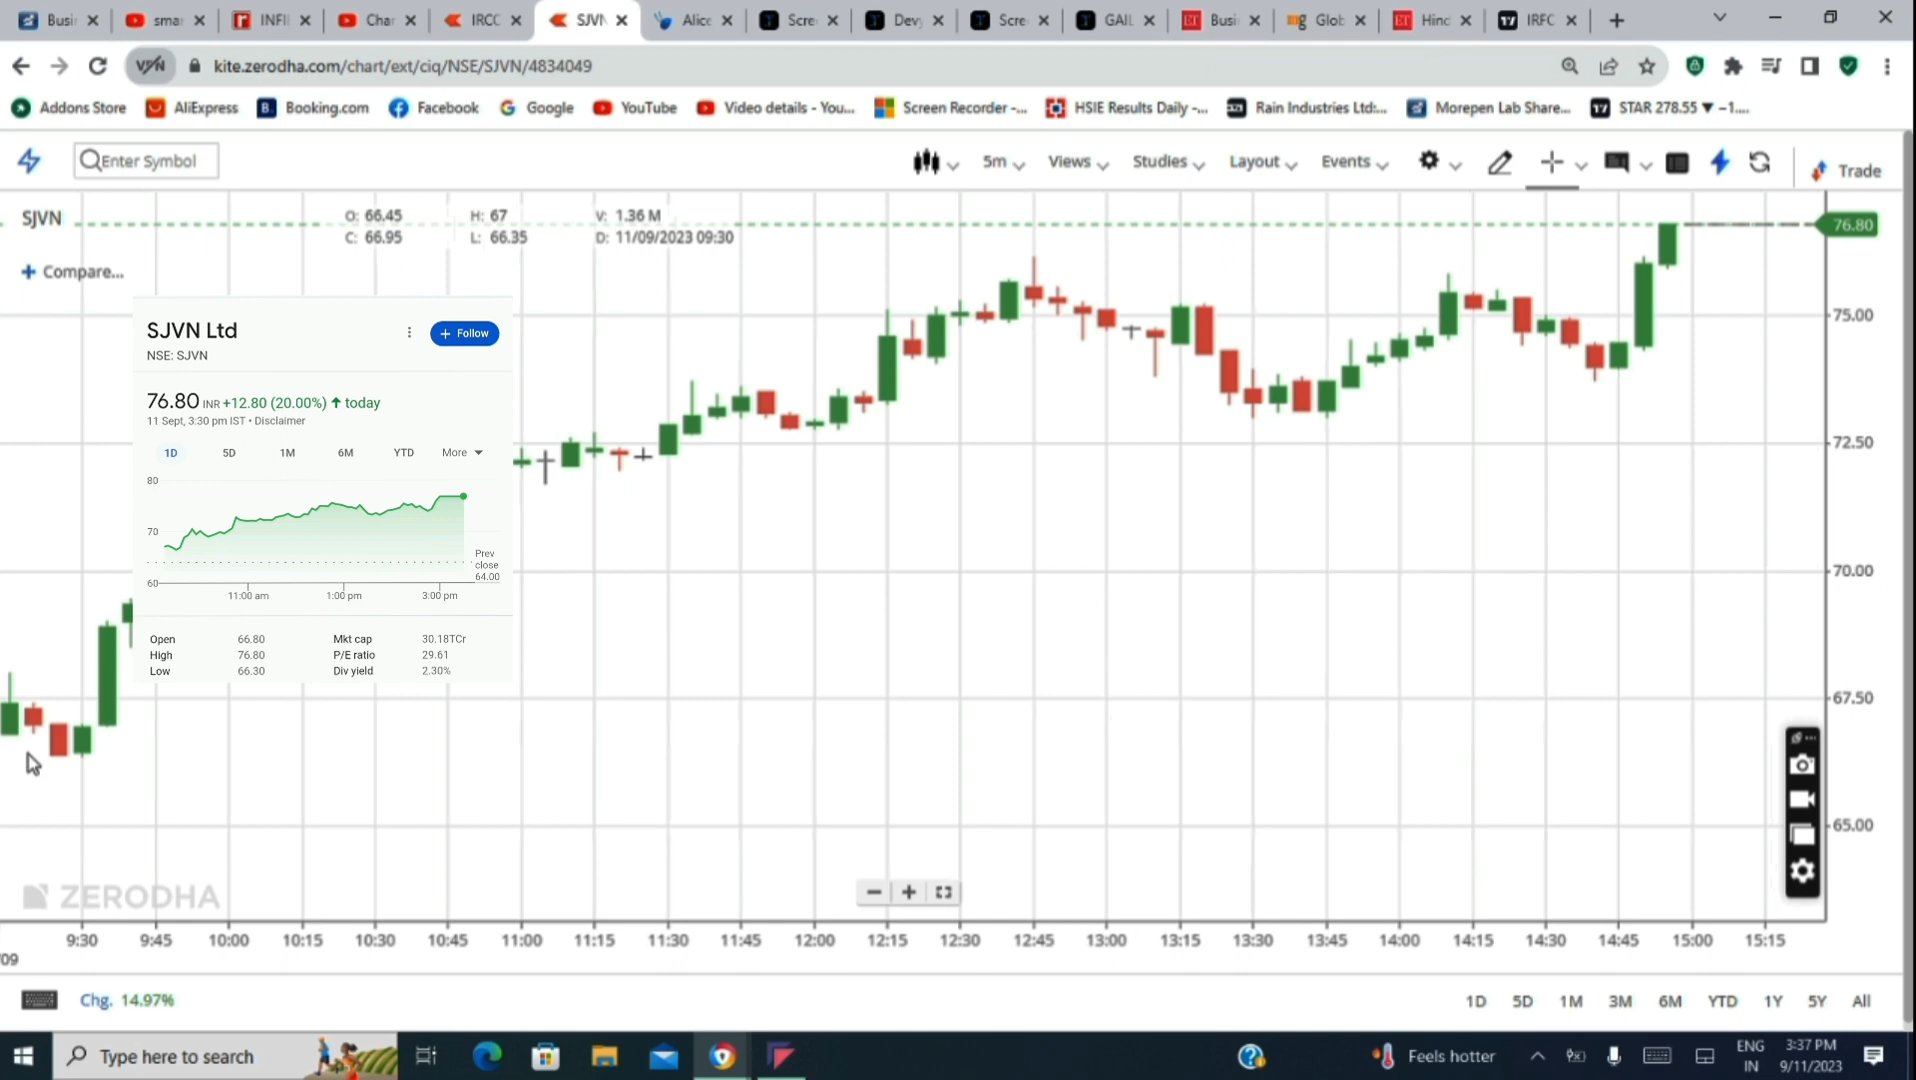 Busi
sma
INFI
Char
IRCC
SJVN
Alice
Scre
Devy
Scre
GAIL
Busi
mg Glob
ET Hind
17 IRFC
VPN
kite.zerodha.com/chart/ext/ciq/NSE/SJVN/4834049
Addons Store
AliExpress
B. Booking.com
Facebook
G Google
YouTube
Video details - You...
Screen Recorder -...
HSIE Results Daily -...
Rain Industries Ltd:...
Morepen Lab Share...
17 STAR 278.55 ▼ −1....
Enter Symbol
5m
Views
Studies
Layout
Events
Trade
SJVN
O: 66.45 H: 67 V: 1.36 M
C: 66.95 L: 66.35 D: 11/09/2023 09:30
76.80
+ Compare...
SJVN Ltd
+ Follow
NSE: SJVN
76.80 INR +12.80 (20.00%) ↑ today
11 Sept, 3:30 pm IST • Disclaimer
1D 5D 1M 6M YTD More
80
70
Prev
close
64.00
60
11:00 am 1:00 pm 3:00 pm
Open 66.80 Mkt cap 30.18TCr
High 76.80 P/E ratio 29.61
Low 66.30 Div yield 2.30%
75.00
72.50
70.00
67.50
65.00
ZERODHA
− +
9:30 9:45 10:00 10:15 10:30 10:45 11:00 11:15 11:30 11:45 12:00 12:15 12:30 12:45 13:00 13:15 13:30 13:45 14:00 14:15 14:30 14:45 15:00 15:15
/09
Chg. 14.97%
1D 5D 1M 3M 6M YTD 1Y 5Y All
Type here to search
Feels hotter
ENG
IN
3:37 PM
9/11/2023